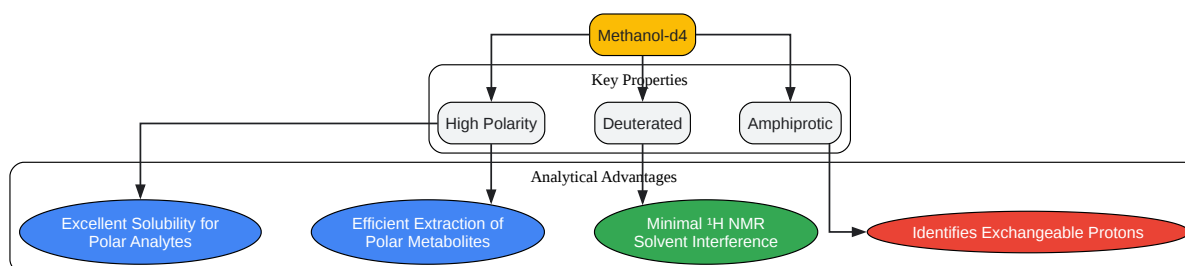 Methanol-d4
Key Properties
High Polarity
Deuterated
Amphiprotic
Analytical Advantages
Excellent Solubility for
Polar Analytes
Efficient Extraction of
Polar Metabolites
Minimal ¹H NMR
Solvent Interference
Identifies Exchangeable Protons